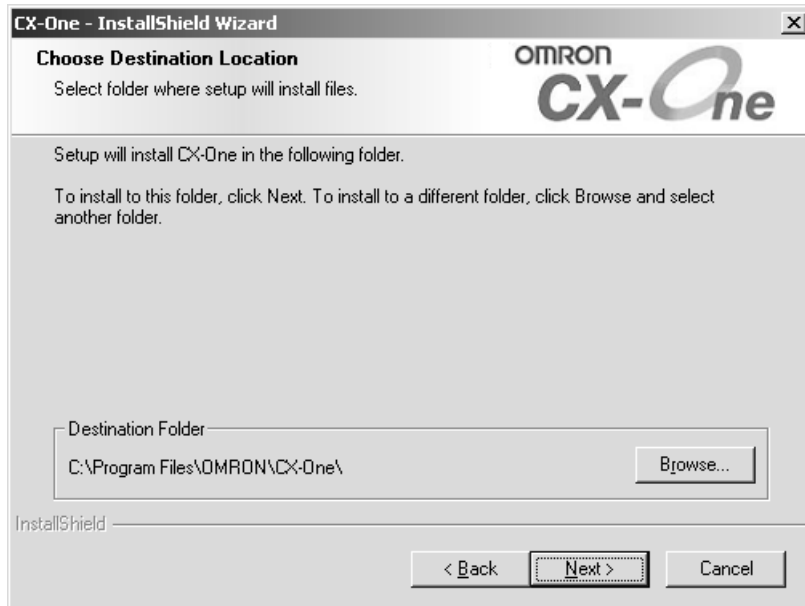 CX-One - InstallShield Wizard
Choose Destination Location
Select folder where setup will install files.
OMRON
CX-One
Setup will install CX-One in the following folder.
To install to this folder, click Next. To install to a different folder, click Browse and select
another folder.
Destination Folder
C:\Program Files\OMRON\CX-One\
Browse...
InstallShield
< Back
Next >
Cancel